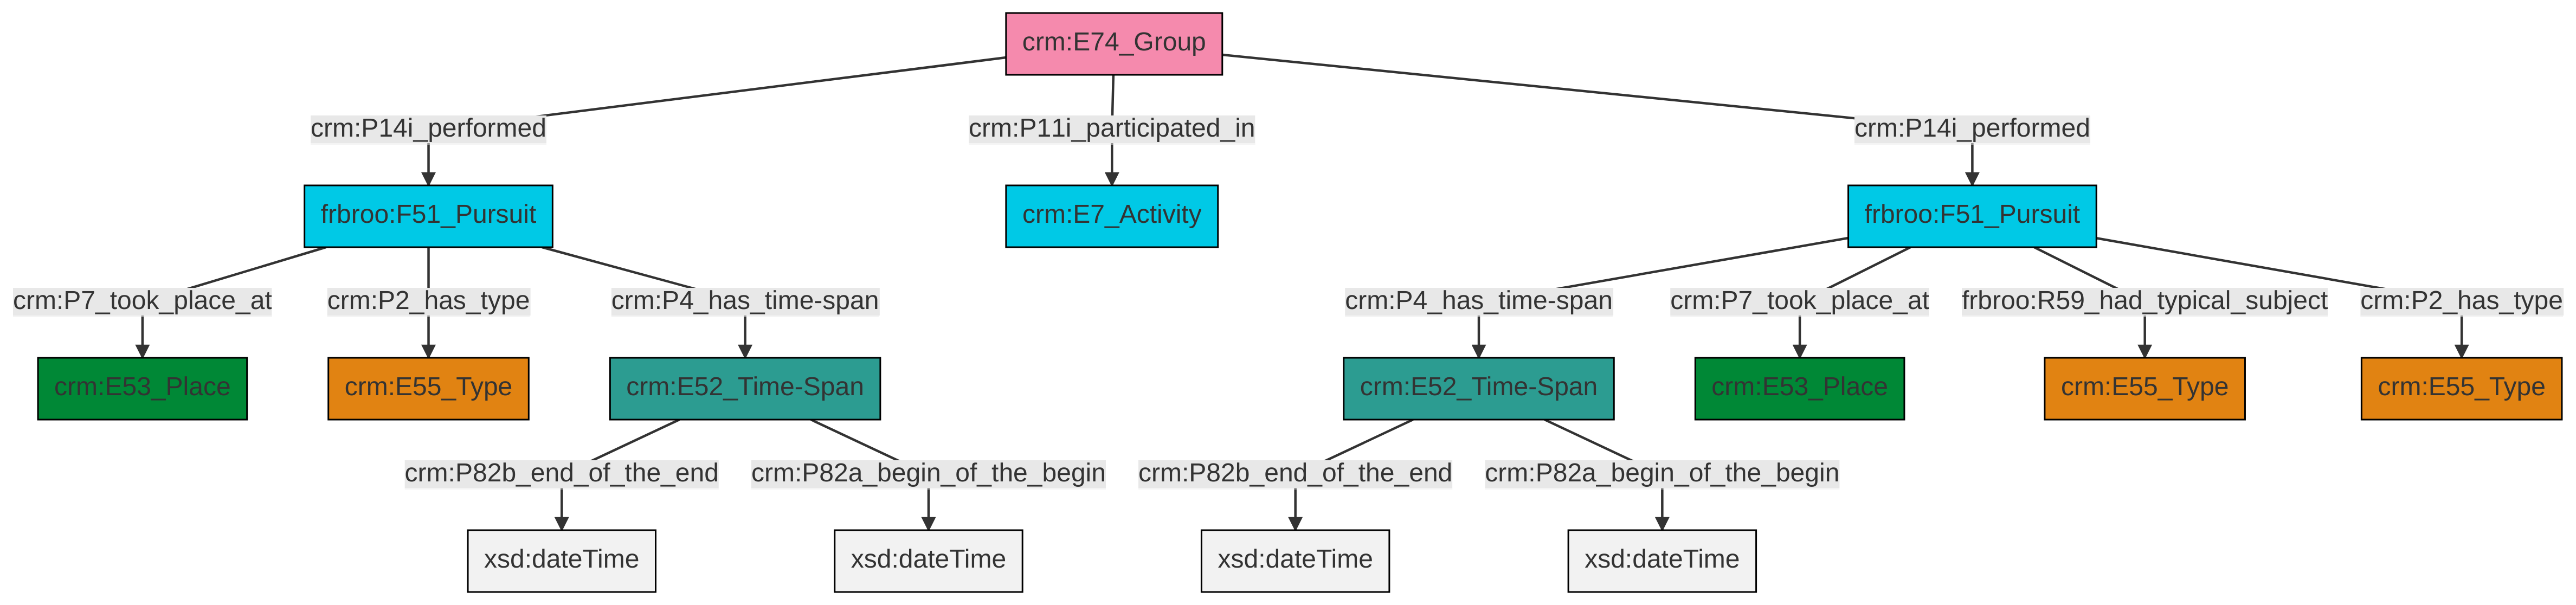 crm:E74_Group
crm:P14i_performed
crm:P11i_participated_in
crm:P14i_performed
frbroo:F51_Pursuit
crm:E7_Activity
frbroo:F51_Pursuit
crm:P7_took_place_at
crm:P2_has_type
crm:P4_has_time-span
crm:P4_has_time-span
crm:P7_took_place_at
frbroo:R59_had_typical_subject
crm:P2_has_type
crm:E53_Place
crm:E55_Type
crm:E52_Time-Span
crm:E52_Time-Span
crm:E53_Place
crm:E55_Type
crm:E55_Type
crm:P82b_end_of_the_end
crm:P82a_begin_of_the_begin
crm:P82b_end_of_the_end
crm:P82a_begin_of_the_begin
xsd:dateTime
xsd:dateTime
xsd:dateTime
xsd:dateTime